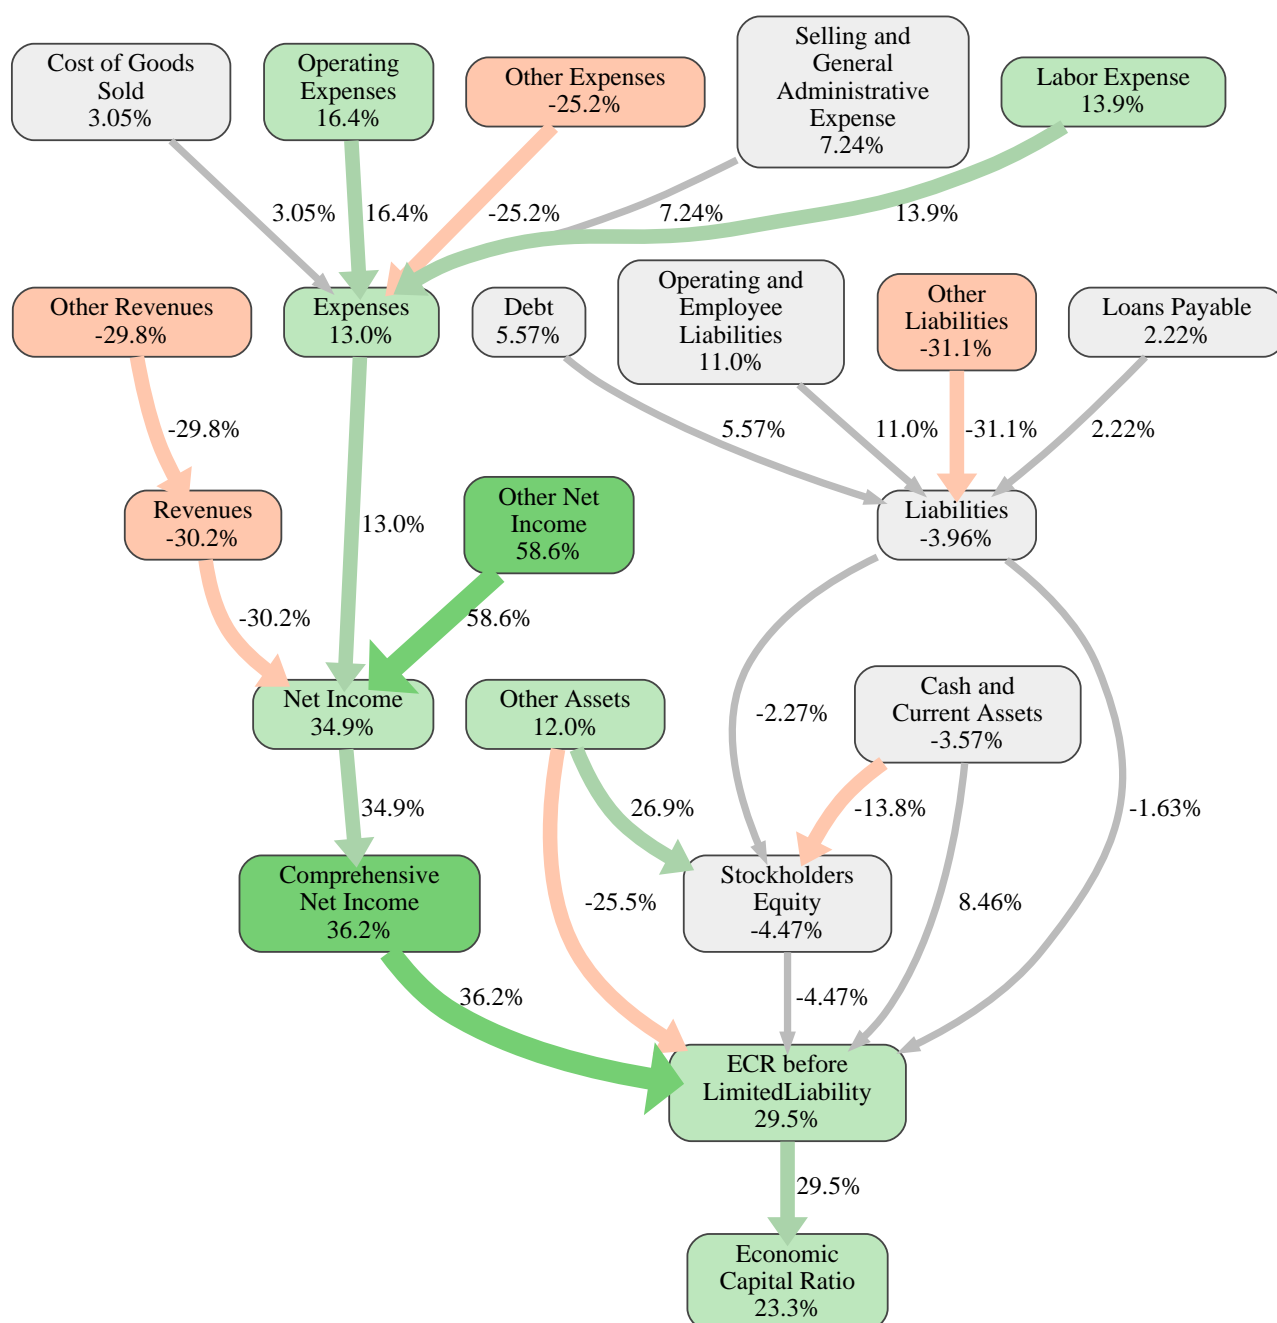 Cost of Goods
Sold
3.05%
Operating
Expenses
16.4%
Other Expenses
-25.2%
Selling and
General
Administrative
Expense
7.24%
Labor Expense
13.9%
3.05%
16.4%
-25.2%
7.24%
13.9%
Other Revenues
-29.8%
Expenses
13.0%
Debt
5.57%
Operating and
Employee
Liabilities
11.0%
Other
Liabilities
-31.1%
Loans Payable
2.22%
-29.8%
5.57%
11.0%
-31.1%
2.22%
Revenues
-30.2%
13.0%
Other Net
Income
58.6%
Liabilities
-3.96%
-30.2%
58.6%
Net Income
34.9%
Other Assets
12.0%
-2.27%
Cash and
Current Assets
-3.57%
-1.63%
34.9%
26.9%
-13.8%
Comprehensive
Net Income
36.2%
-25.5%
Stockholders
Equity
-4.47%
8.46%
36.2%
-4.47%
ECR before
LimitedLiability
29.5%
29.5%
Economic
Capital Ratio
23.3%